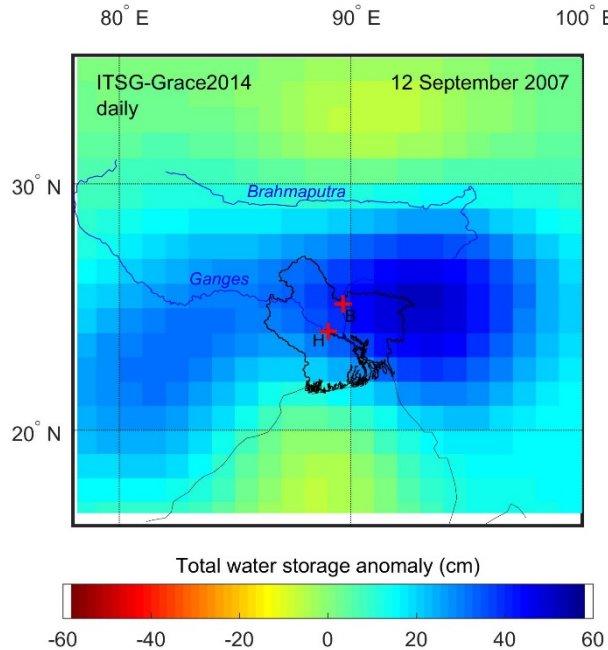 80° E
90° E
100° E
ITSG-Grace2014
daily
12 September 2007
30° N
Brahmaputra
Ganges
B
H
20° N
Total water storage anomaly (cm)
-60 -40 -20 0 20 40 60